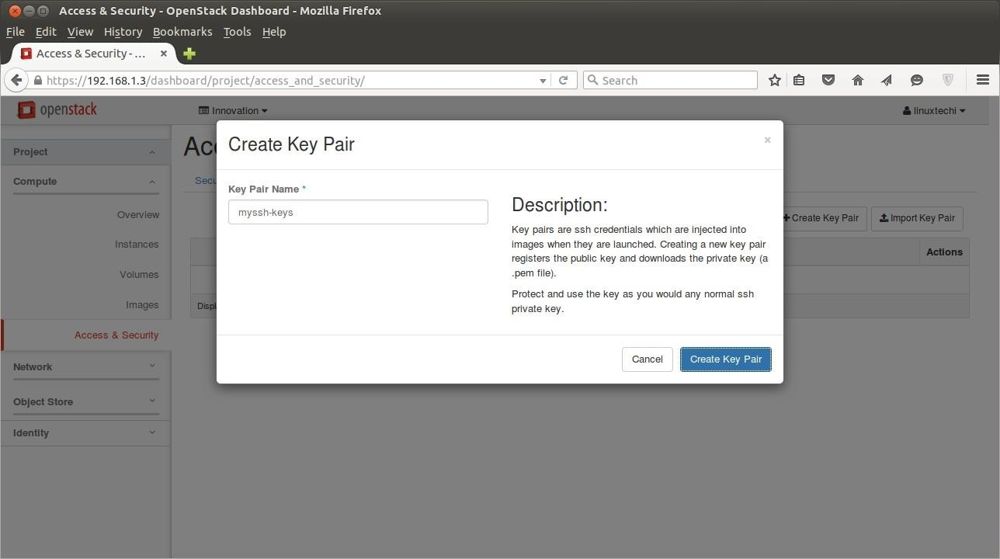 Access & Security - OpenStack Dashboard - Mozilla Firefox
File Edit View History Bookmarks Tools Help
Access & Security - ...
https://192.168.1.3/dashboard/project/access_and_security/
Search
openstack
Innovation
linuxtechi
Project
Compute
Overview
Instances
Volumes
Images
Access & Security
Network
Object Store
Identity
Create Key Pair
Import Key Pair
Actions
Create Key Pair
×
Key Pair Name *
myssh-keys
Description:
Key pairs are ssh credentials which are injected into
images when they are launched. Creating a new key pair
registers the public key and downloads the private key (a
.pem file).
Protect and use the key as you would any normal ssh
private key.
Cancel
Create Key Pair